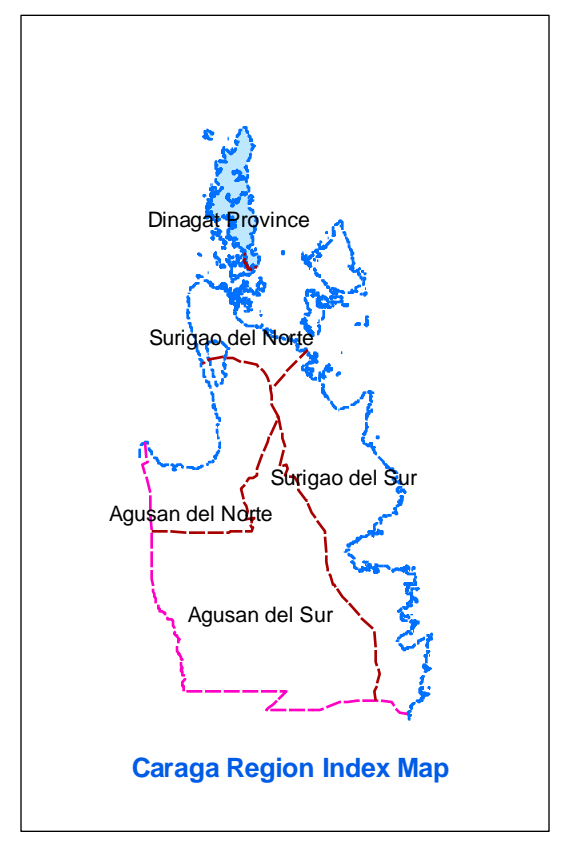 Dinagat Province
Surigao del Norte
Surigao del Sur
Agusan del Norte
Agusan del Sur
Caraga Region Index Map